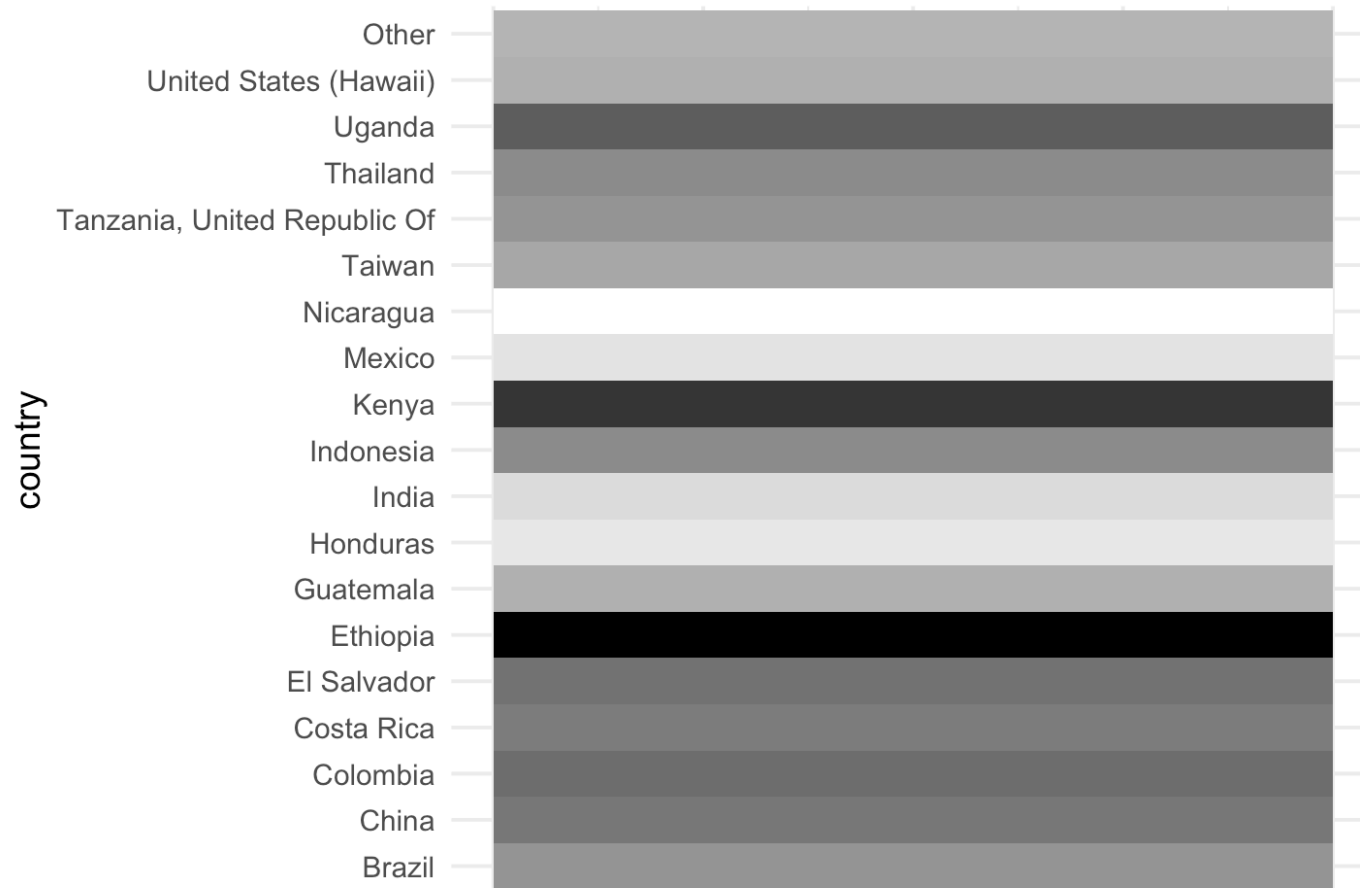 Other
United States (Hawaii)
Uganda
Thailand
Tanzania, United Republic Of
Taiwan
Nicaragua
Mexico
Kenya
Indonesia
India
Honduras
Guatemala
Ethiopia
El Salvador
Costa Rica
Colombia
China
Brazil
country